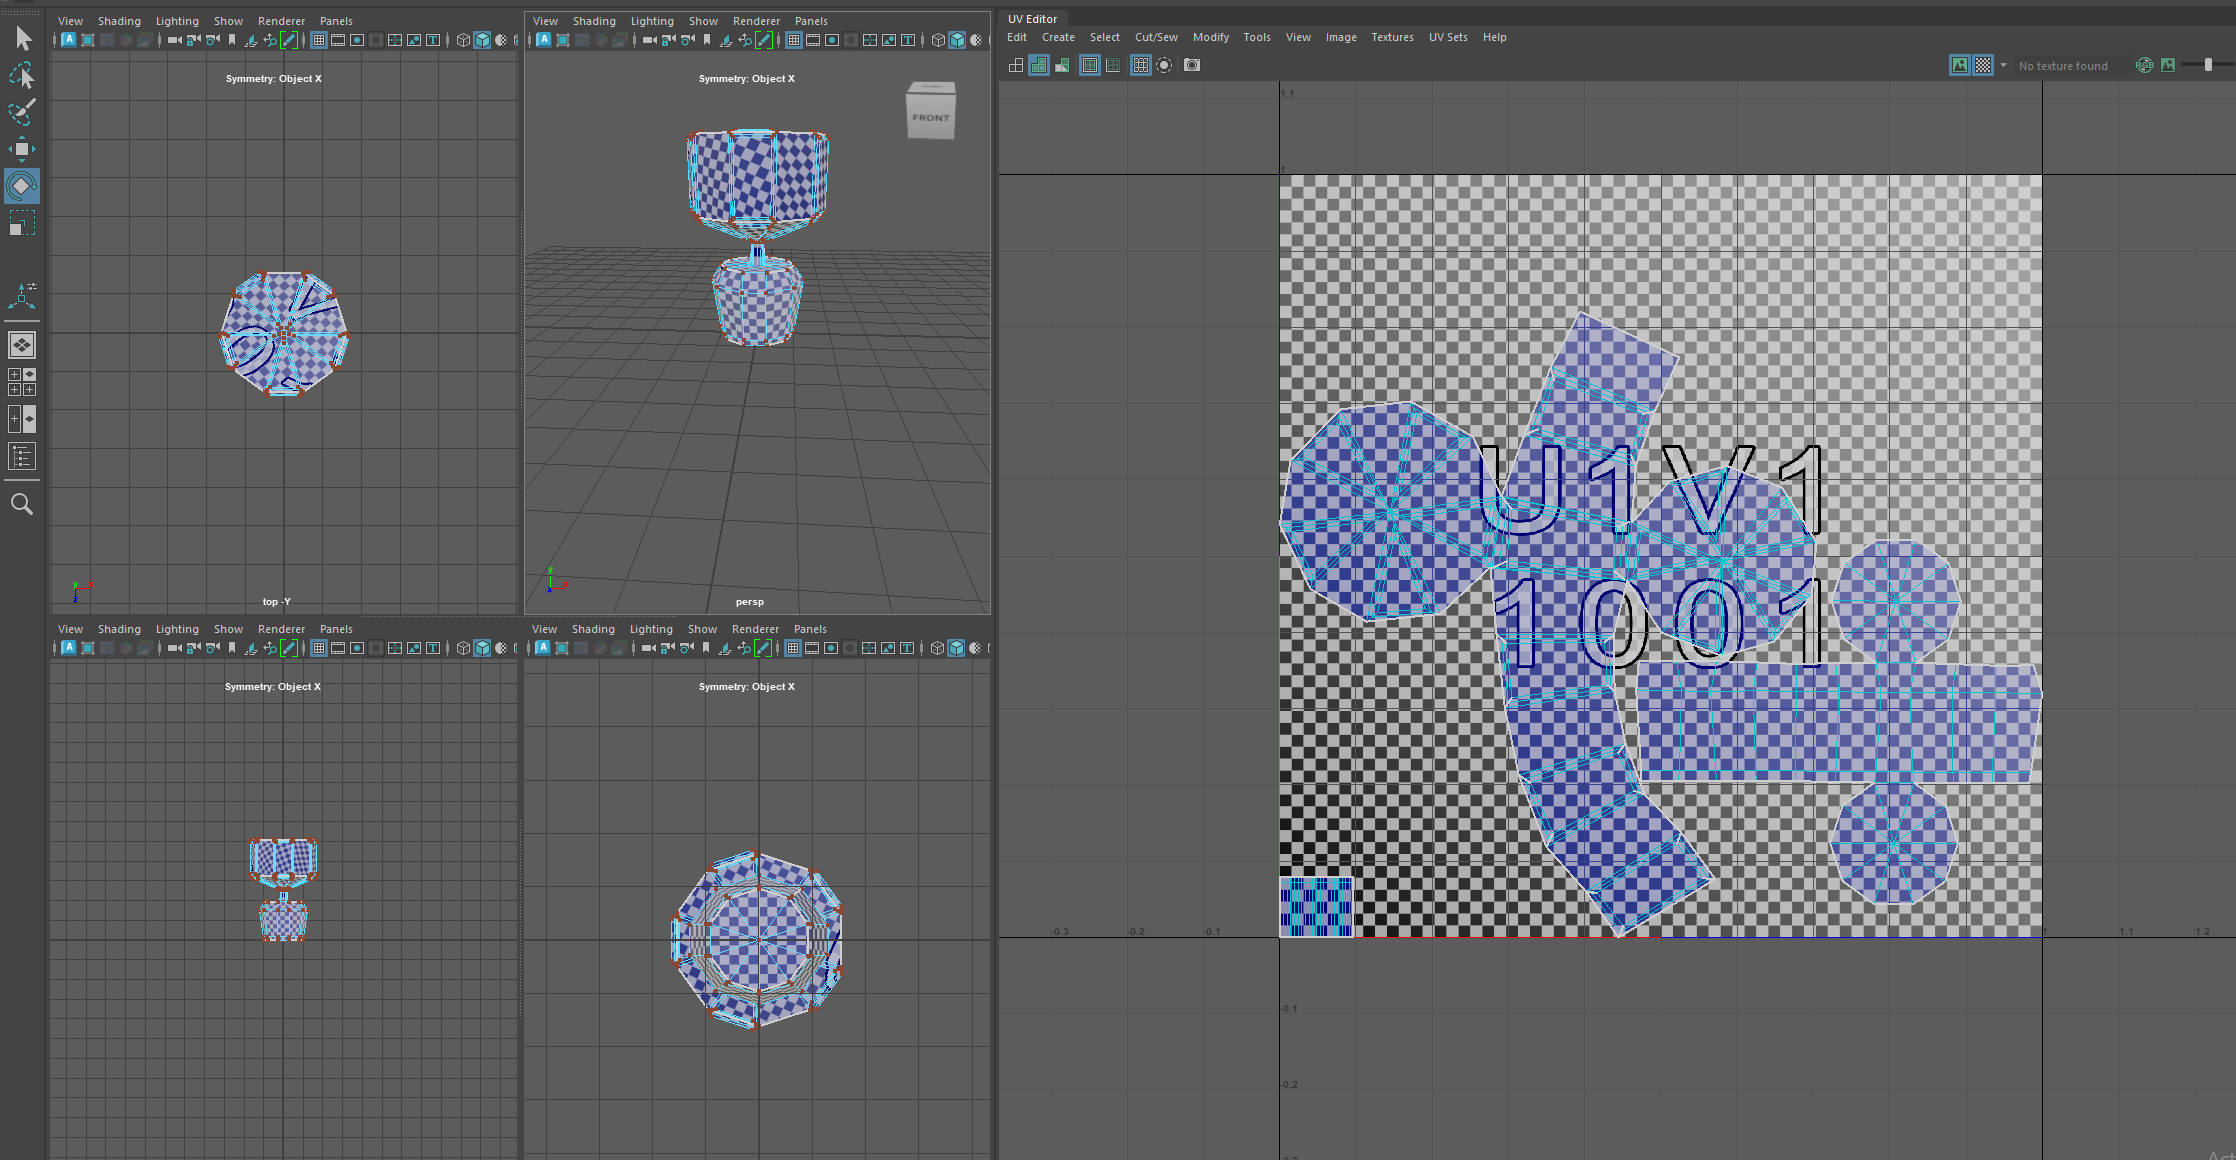 View Shading Lighting Show Renderer Panels
Symmetry: Object X
top -Y
View Shading Lighting Show Renderer Panels
Symmetry: Object X
FRONT
persp
View Shading Lighting Show Renderer Panels
Symmetry: Object X
View Shading Lighting Show Renderer Panels
Symmetry: Object X
UV Editor
Edit Create Select Cut/Sew Modify Tools View Image Textures UV Sets Help
No texture found
1.1
1
U1V1
1001
-0.3 -0.2 -0.1 1 1.1 1.2
-0.1
-0.2